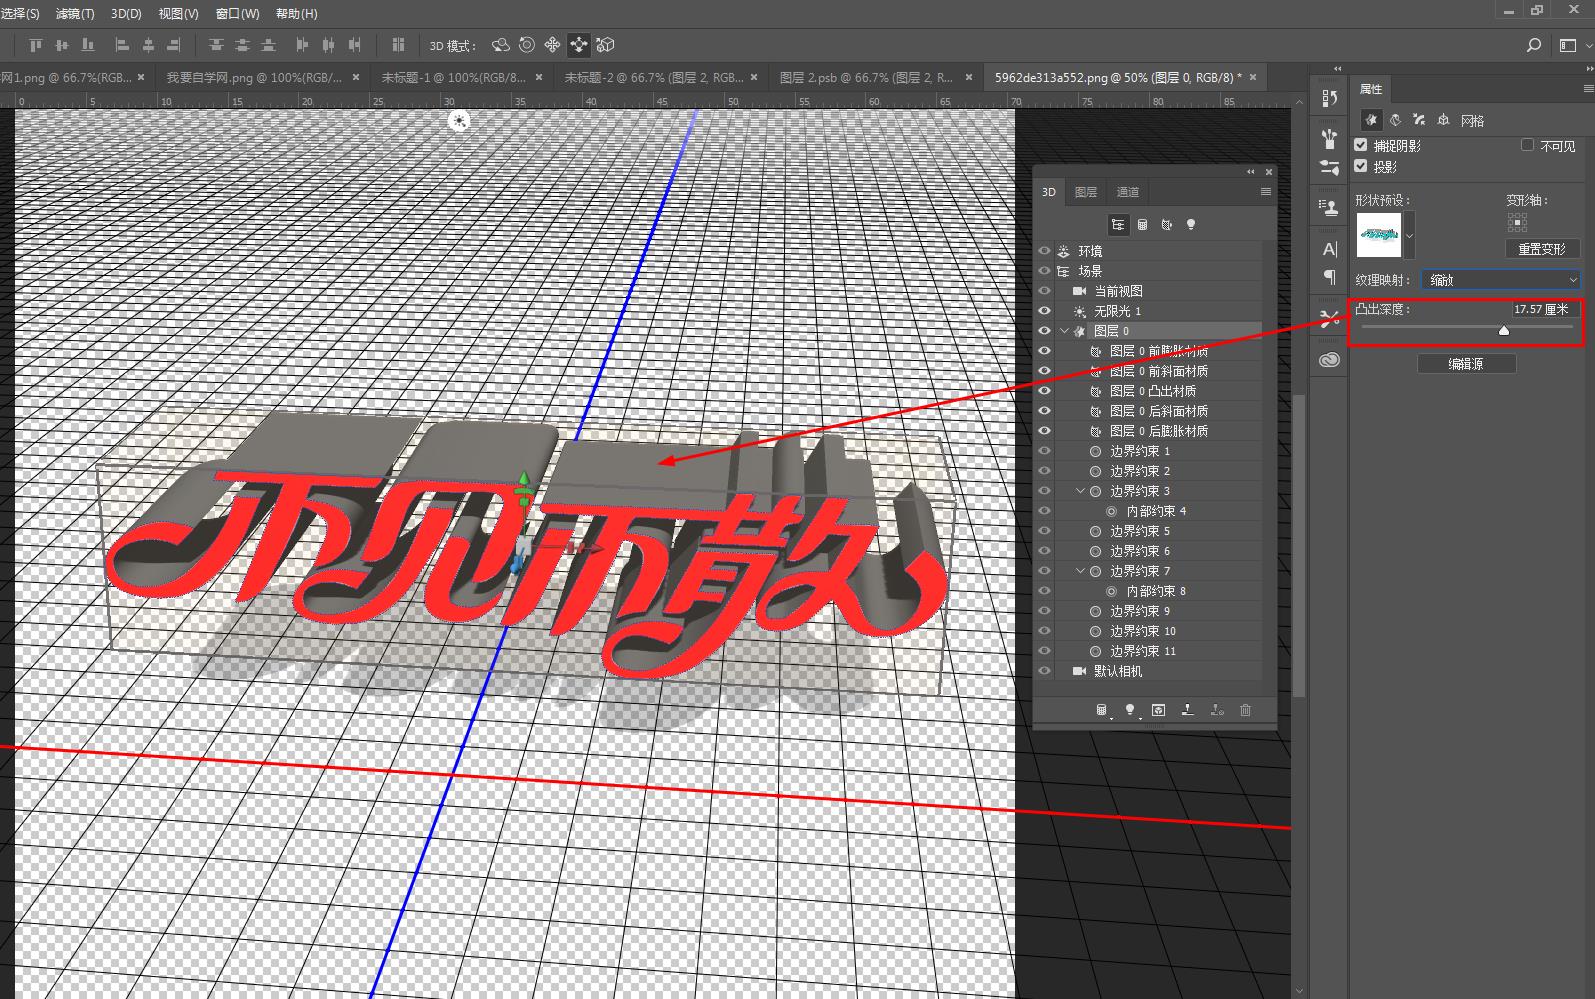 选择(S) 滤镜(T) 3D(D) 视图(V) 窗口(W) 帮助(H)
3D 模式：
网1.png @ 66.7%(RGB... × 我要自学网.png @ 100%(RGB/... × 未标题-1 @ 100%(RGB/8... × 未标题-2 @ 66.7% (图层 2, RGB... × 图层 2.psb @ 66.7% (图层 2, R... × 5962de313a552.png @ 50% (图层 0, RGB/8) * ×
0 5 10 15 20 25 30 35 40 45 50 55 60 65 70 75 80 85
不见不散
3D 图层 通道
环境
场景
当前视图
无限光 1
图层 0
图层 0 前膨胀材质
图层 0 前斜面材质
图层 0 凸出材质
图层 0 后斜面材质
图层 0 后膨胀材质
边界约束 1
边界约束 2
边界约束 3
内部约束 4
边界约束 5
边界约束 6
边界约束 7
内部约束 8
边界约束 9
边界约束 10
边界约束 11
默认相机
属性
网格
捕捉阴影 不可见
投影
形状预设： 变形轴：
重置变形
纹理映射： 缩放
凸出深度： 17.57 厘米
编辑源